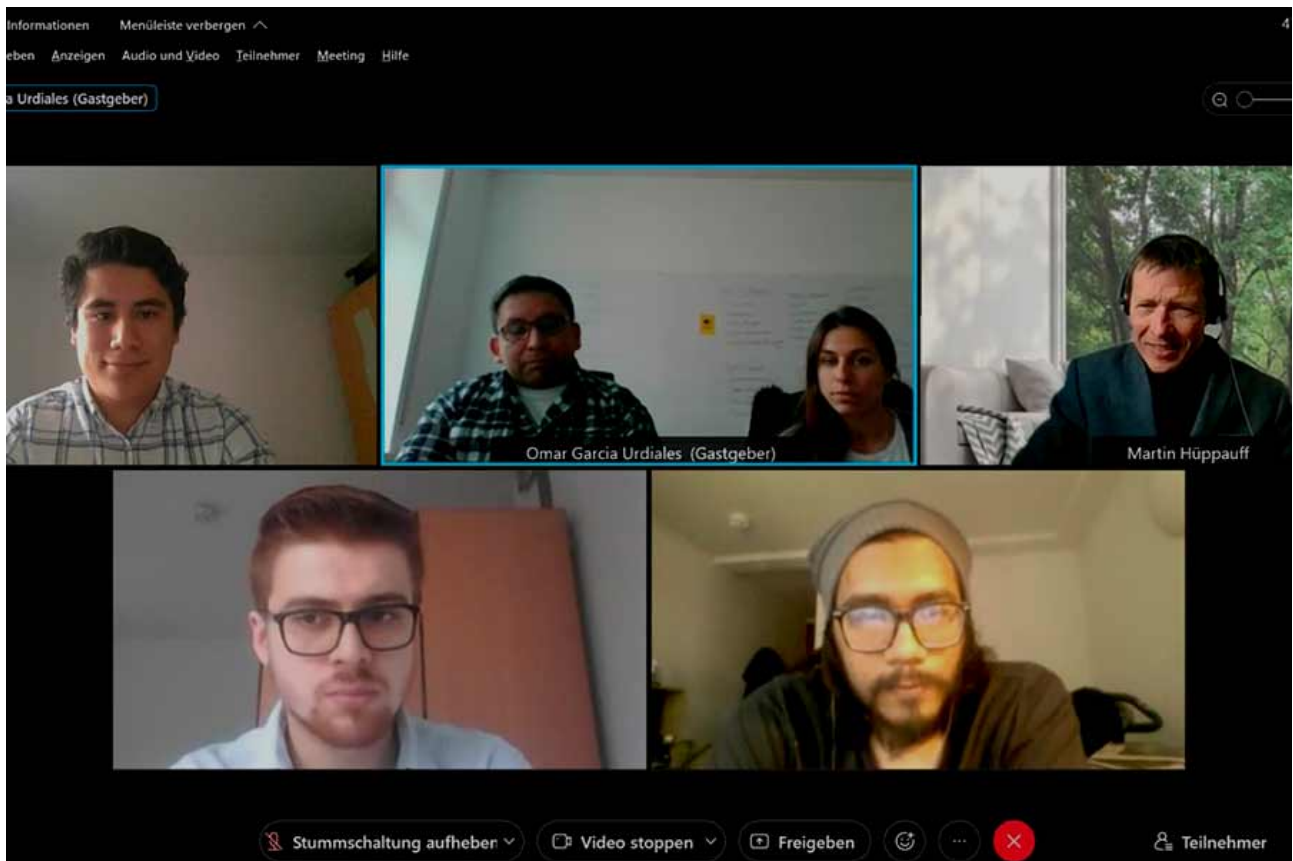 Informationen Menüleiste verbergen
4
eben Anzeigen Audio und Video Teilnehmer Meeting Hilfe
a Urdiales (Gastgeber)
Omar Garcia Urdiales (Gastgeber)
Martin Hüppauff
Stummschaltung aufheben
Video stoppen
Freigeben
Teilnehmer